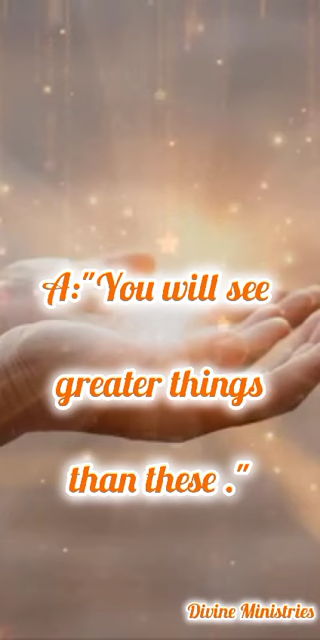 A:"You will see
greater things
than these ."
Divine Ministries